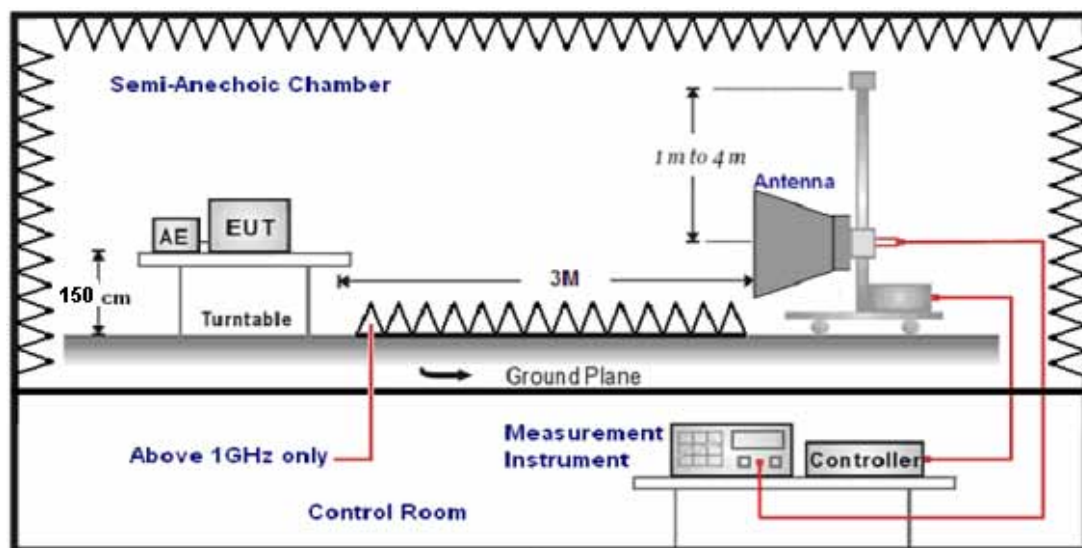 Semi-Anechoic Chamber
1 m to 4 m
Antenna
AE
EUT
150 cm
3M
Turntable
Ground Plane
Above 1GHz only
Measurement
Instrument
Controller
Control Room